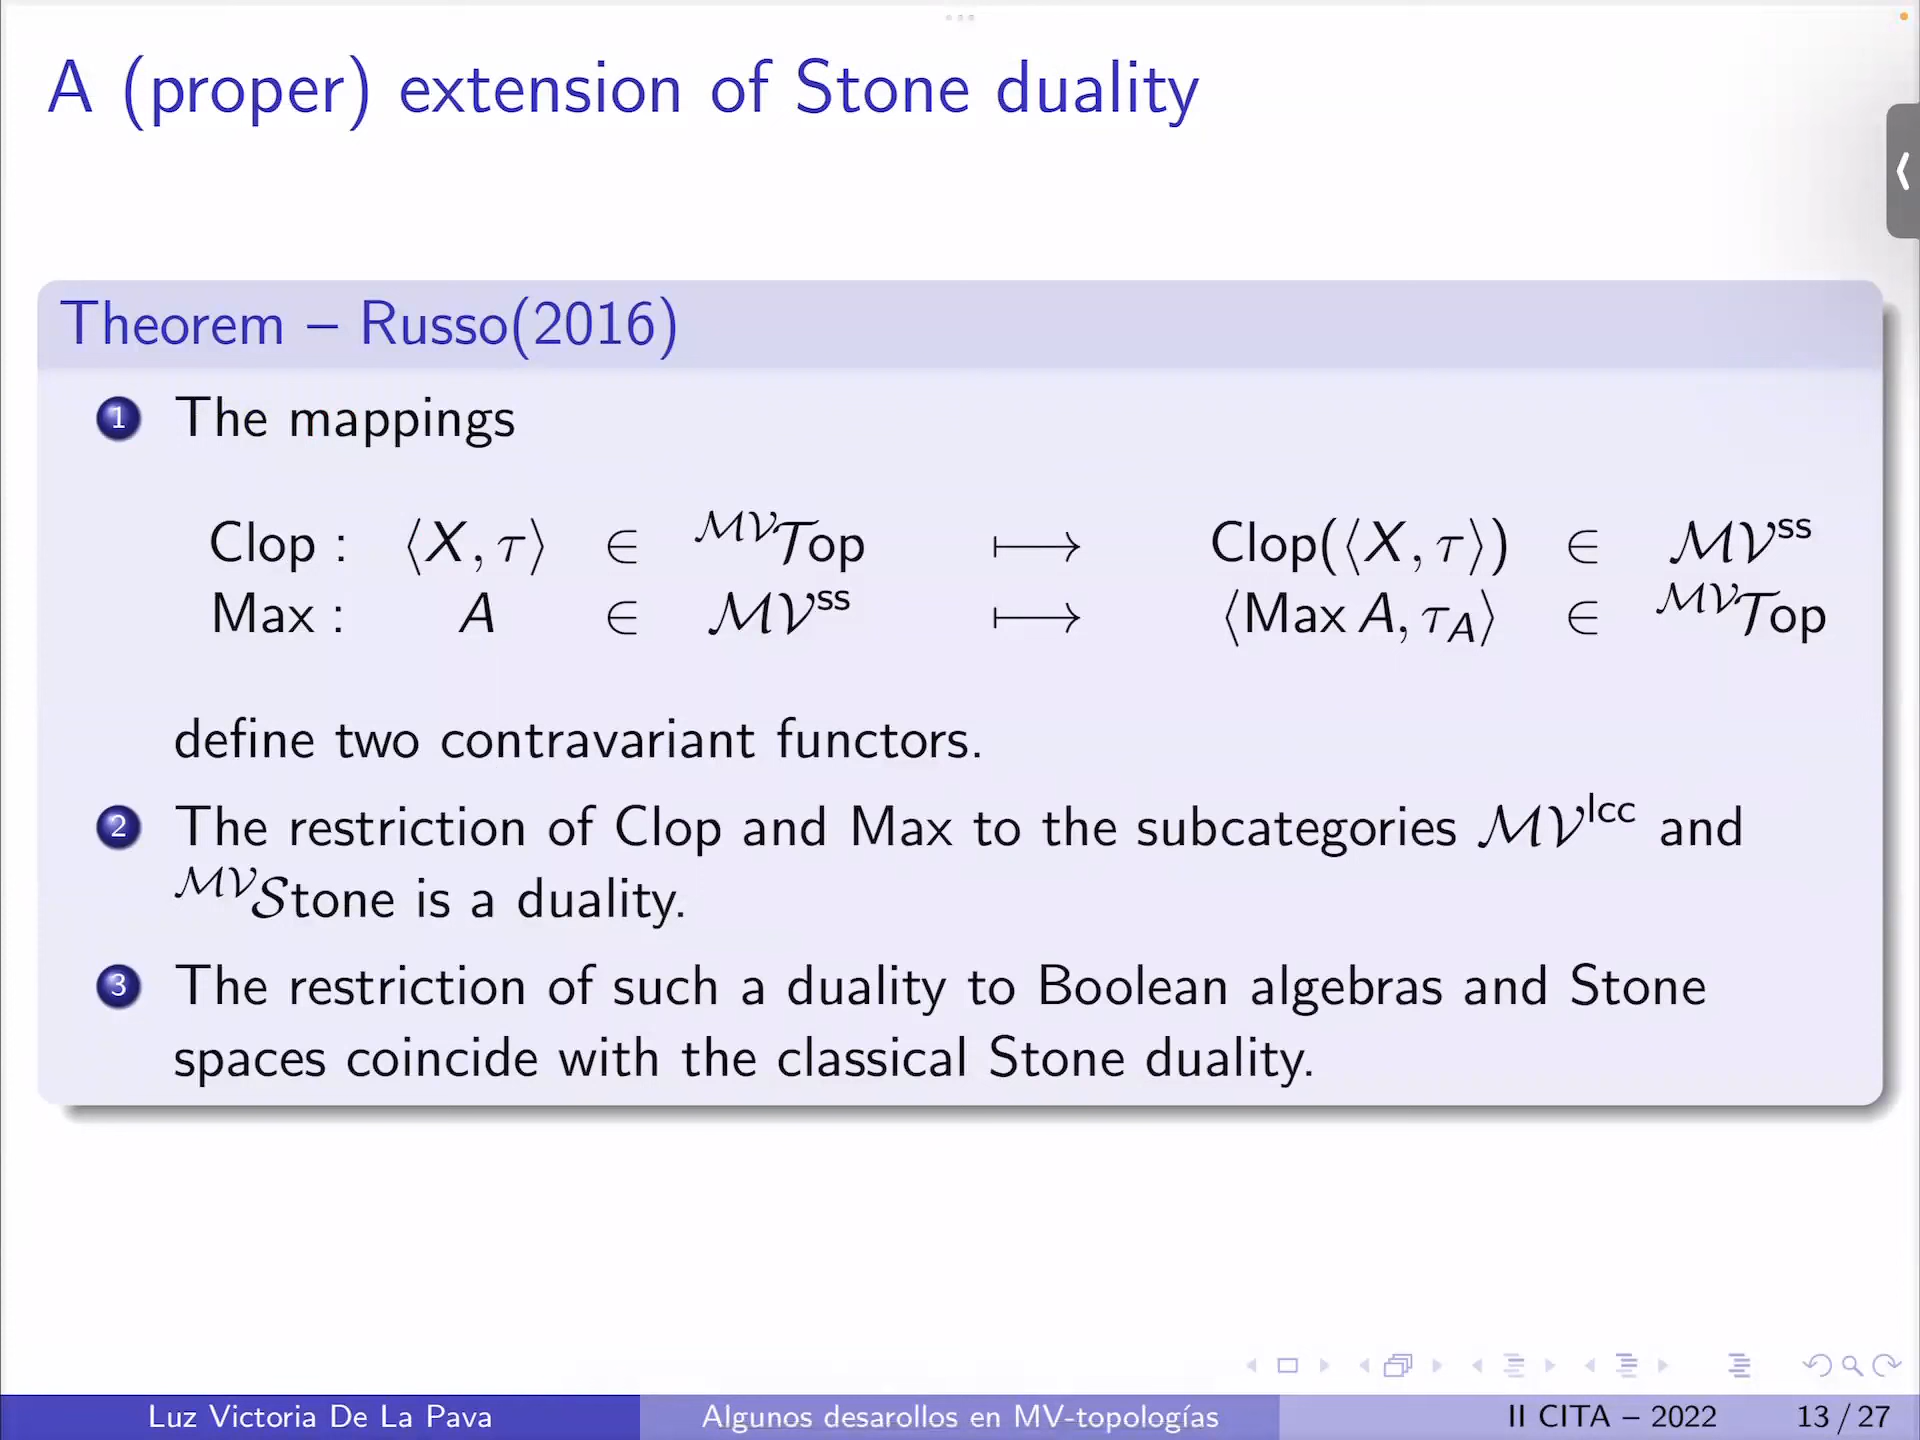 A (proper) extension of Stone duality
Theorem – Russo(2016)
1 The mappings
Clop : ⟨X, τ⟩ ∈ ᴹⱽ𝒯op ⟼ Clop(⟨X, τ⟩) ∈ ℳ𝒱ˢˢ
Max : A ∈ ℳ𝒱ˢˢ ⟼ ⟨Max A, τ_A⟩ ∈ ᴹⱽ𝒯op
define two contravariant functors.
2 The restriction of Clop and Max to the subcategories ℳ𝒱ˡᶜᶜ and
ᴹⱽ𝒮tone is a duality.
3 The restriction of such a duality to Boolean algebras and Stone
spaces coincide with the classical Stone duality.
Luz Victoria De La Pava Algunos desarollos en MV-topologías II CITA – 2022 13 / 27